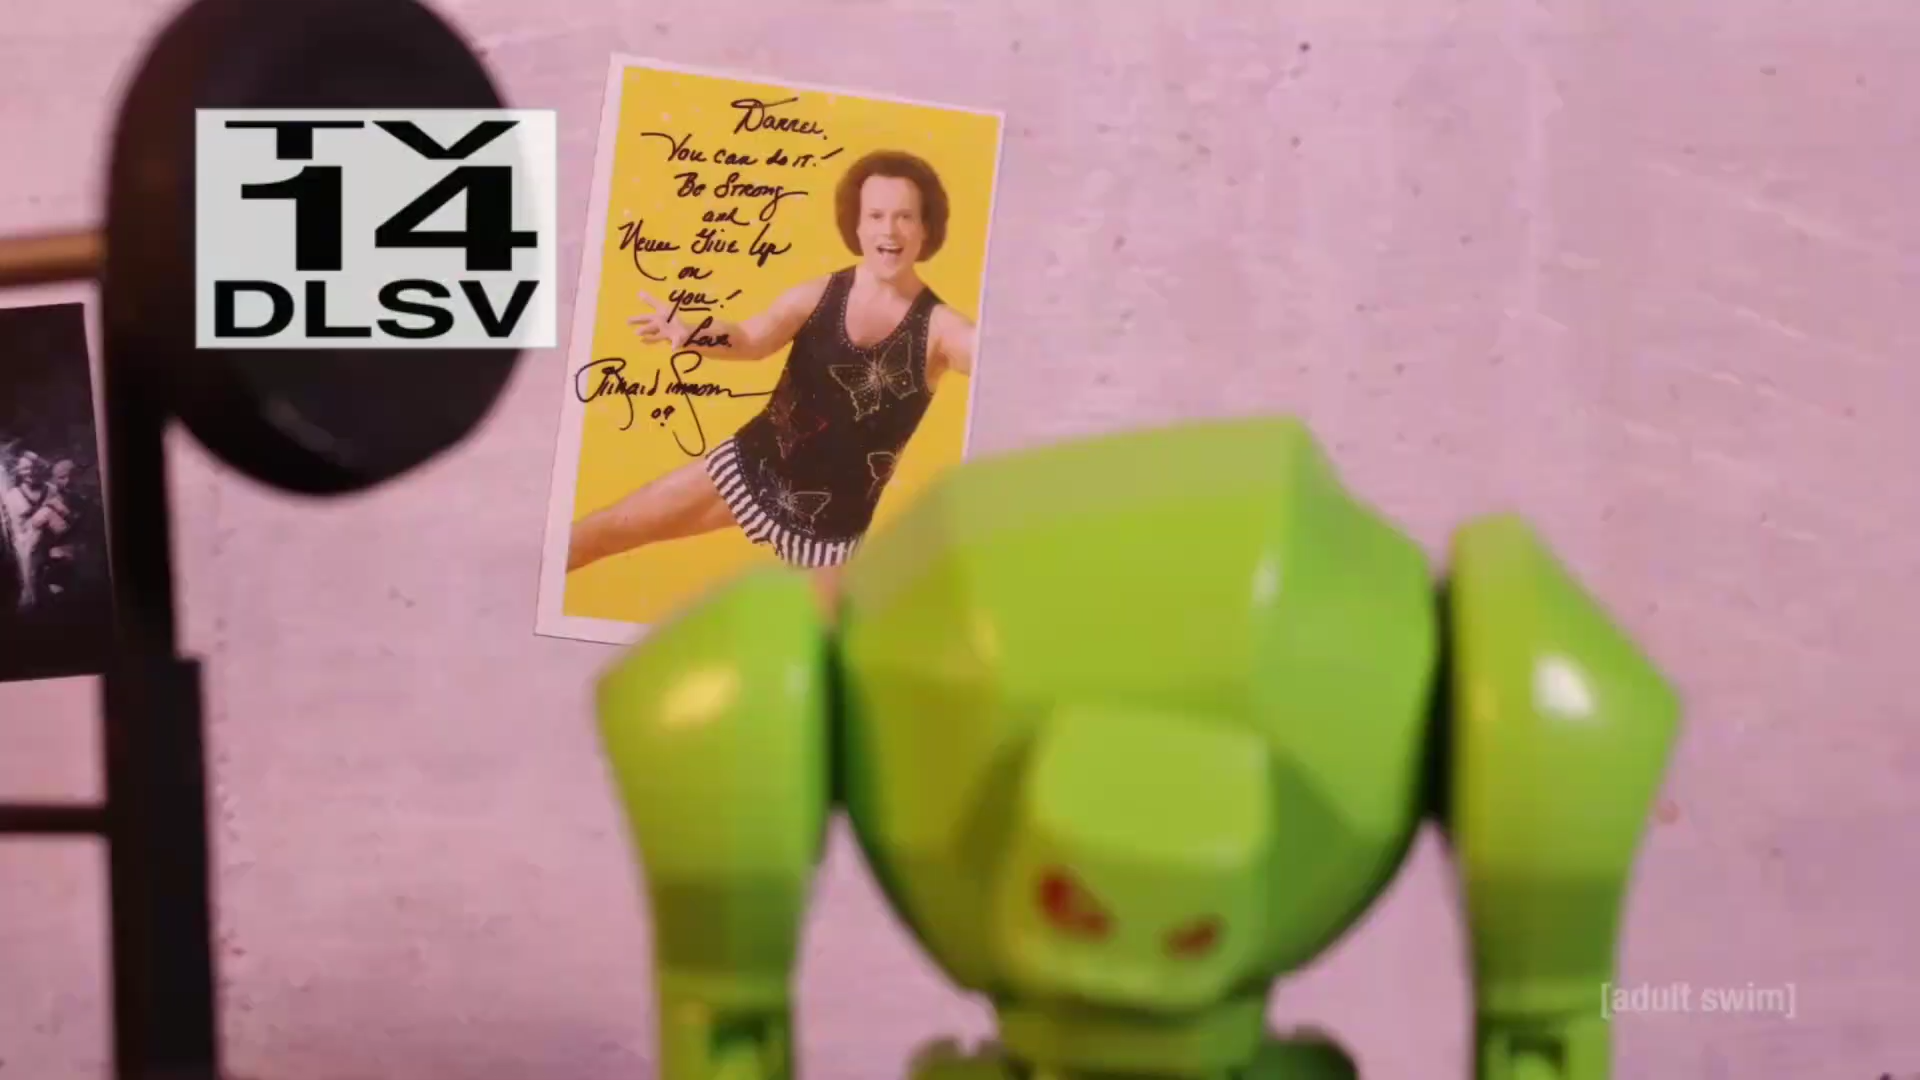 TV
14
DLSV
Darrel,
You can do it!
Be Strong
and
Never Give Up
on
you!
Love,
Richard Simmons
09
[adult swim]